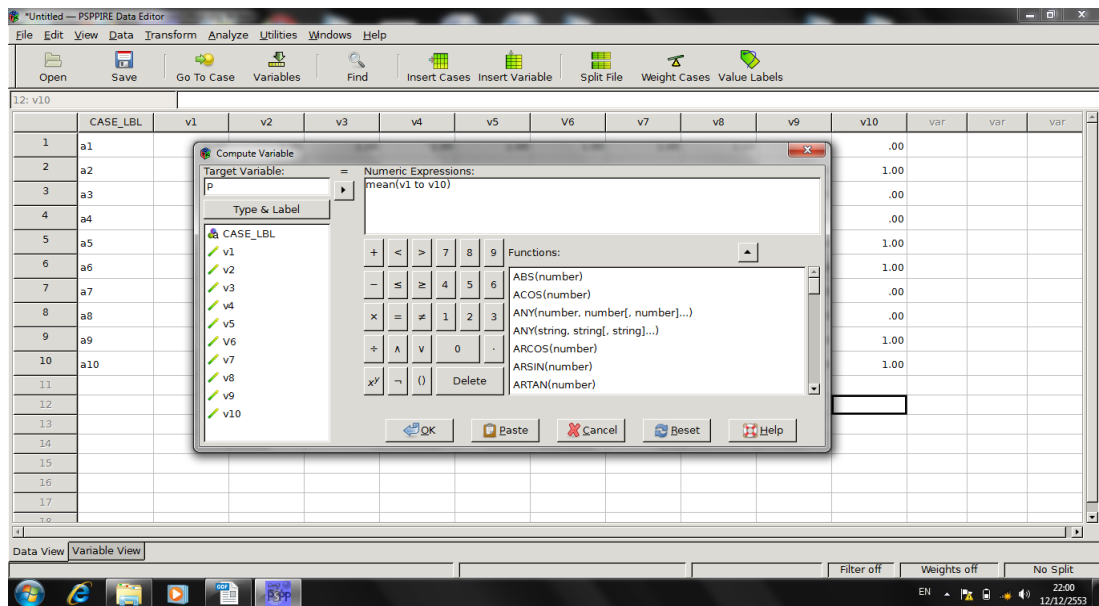 *Untitled — PSPPIRE Data Editor
File Edit View Data Transform Analyze Utilities Windows Help
Open Save Go To Case Variables Find Insert Cases Insert Variable Split File Weight Cases Value Labels
12: v10
CASE_LBL v1 v2 v3 v4 v5 V6 v7 v8 v9 v10 var var var
1 a1 .00
2 a2 1.00
3 a3 .00
4 a4 .00
5 a5 1.00
6 a6 1.00
7 a7 .00
8 a8 .00
9 a9 1.00
10 a10 1.00
11
12
13
14
15
16
17
18
Compute Variable
Target Variable: = Numeric Expressions:
P mean(v1 to v10)
Type & Label
CASE_LBL
v1
v2
v3
v4
v5
V6
v7
v8
v9
v10
+ < > 7 8 9 Functions:
− ≤ ≥ 4 5 6
× = ≠ 1 2 3
÷ ∧ ∨ 0 .
xy ¬ () Delete
ABS(number)
ACOS(number)
ANY(number, number[, number]...)
ANY(string, string[, string]...)
ARCOS(number)
ARSIN(number)
ARTAN(number)
OK Paste Cancel Reset Help
Data View Variable View
Filter off Weights off No Split
PSPP
EN 22:00
12/12/2553